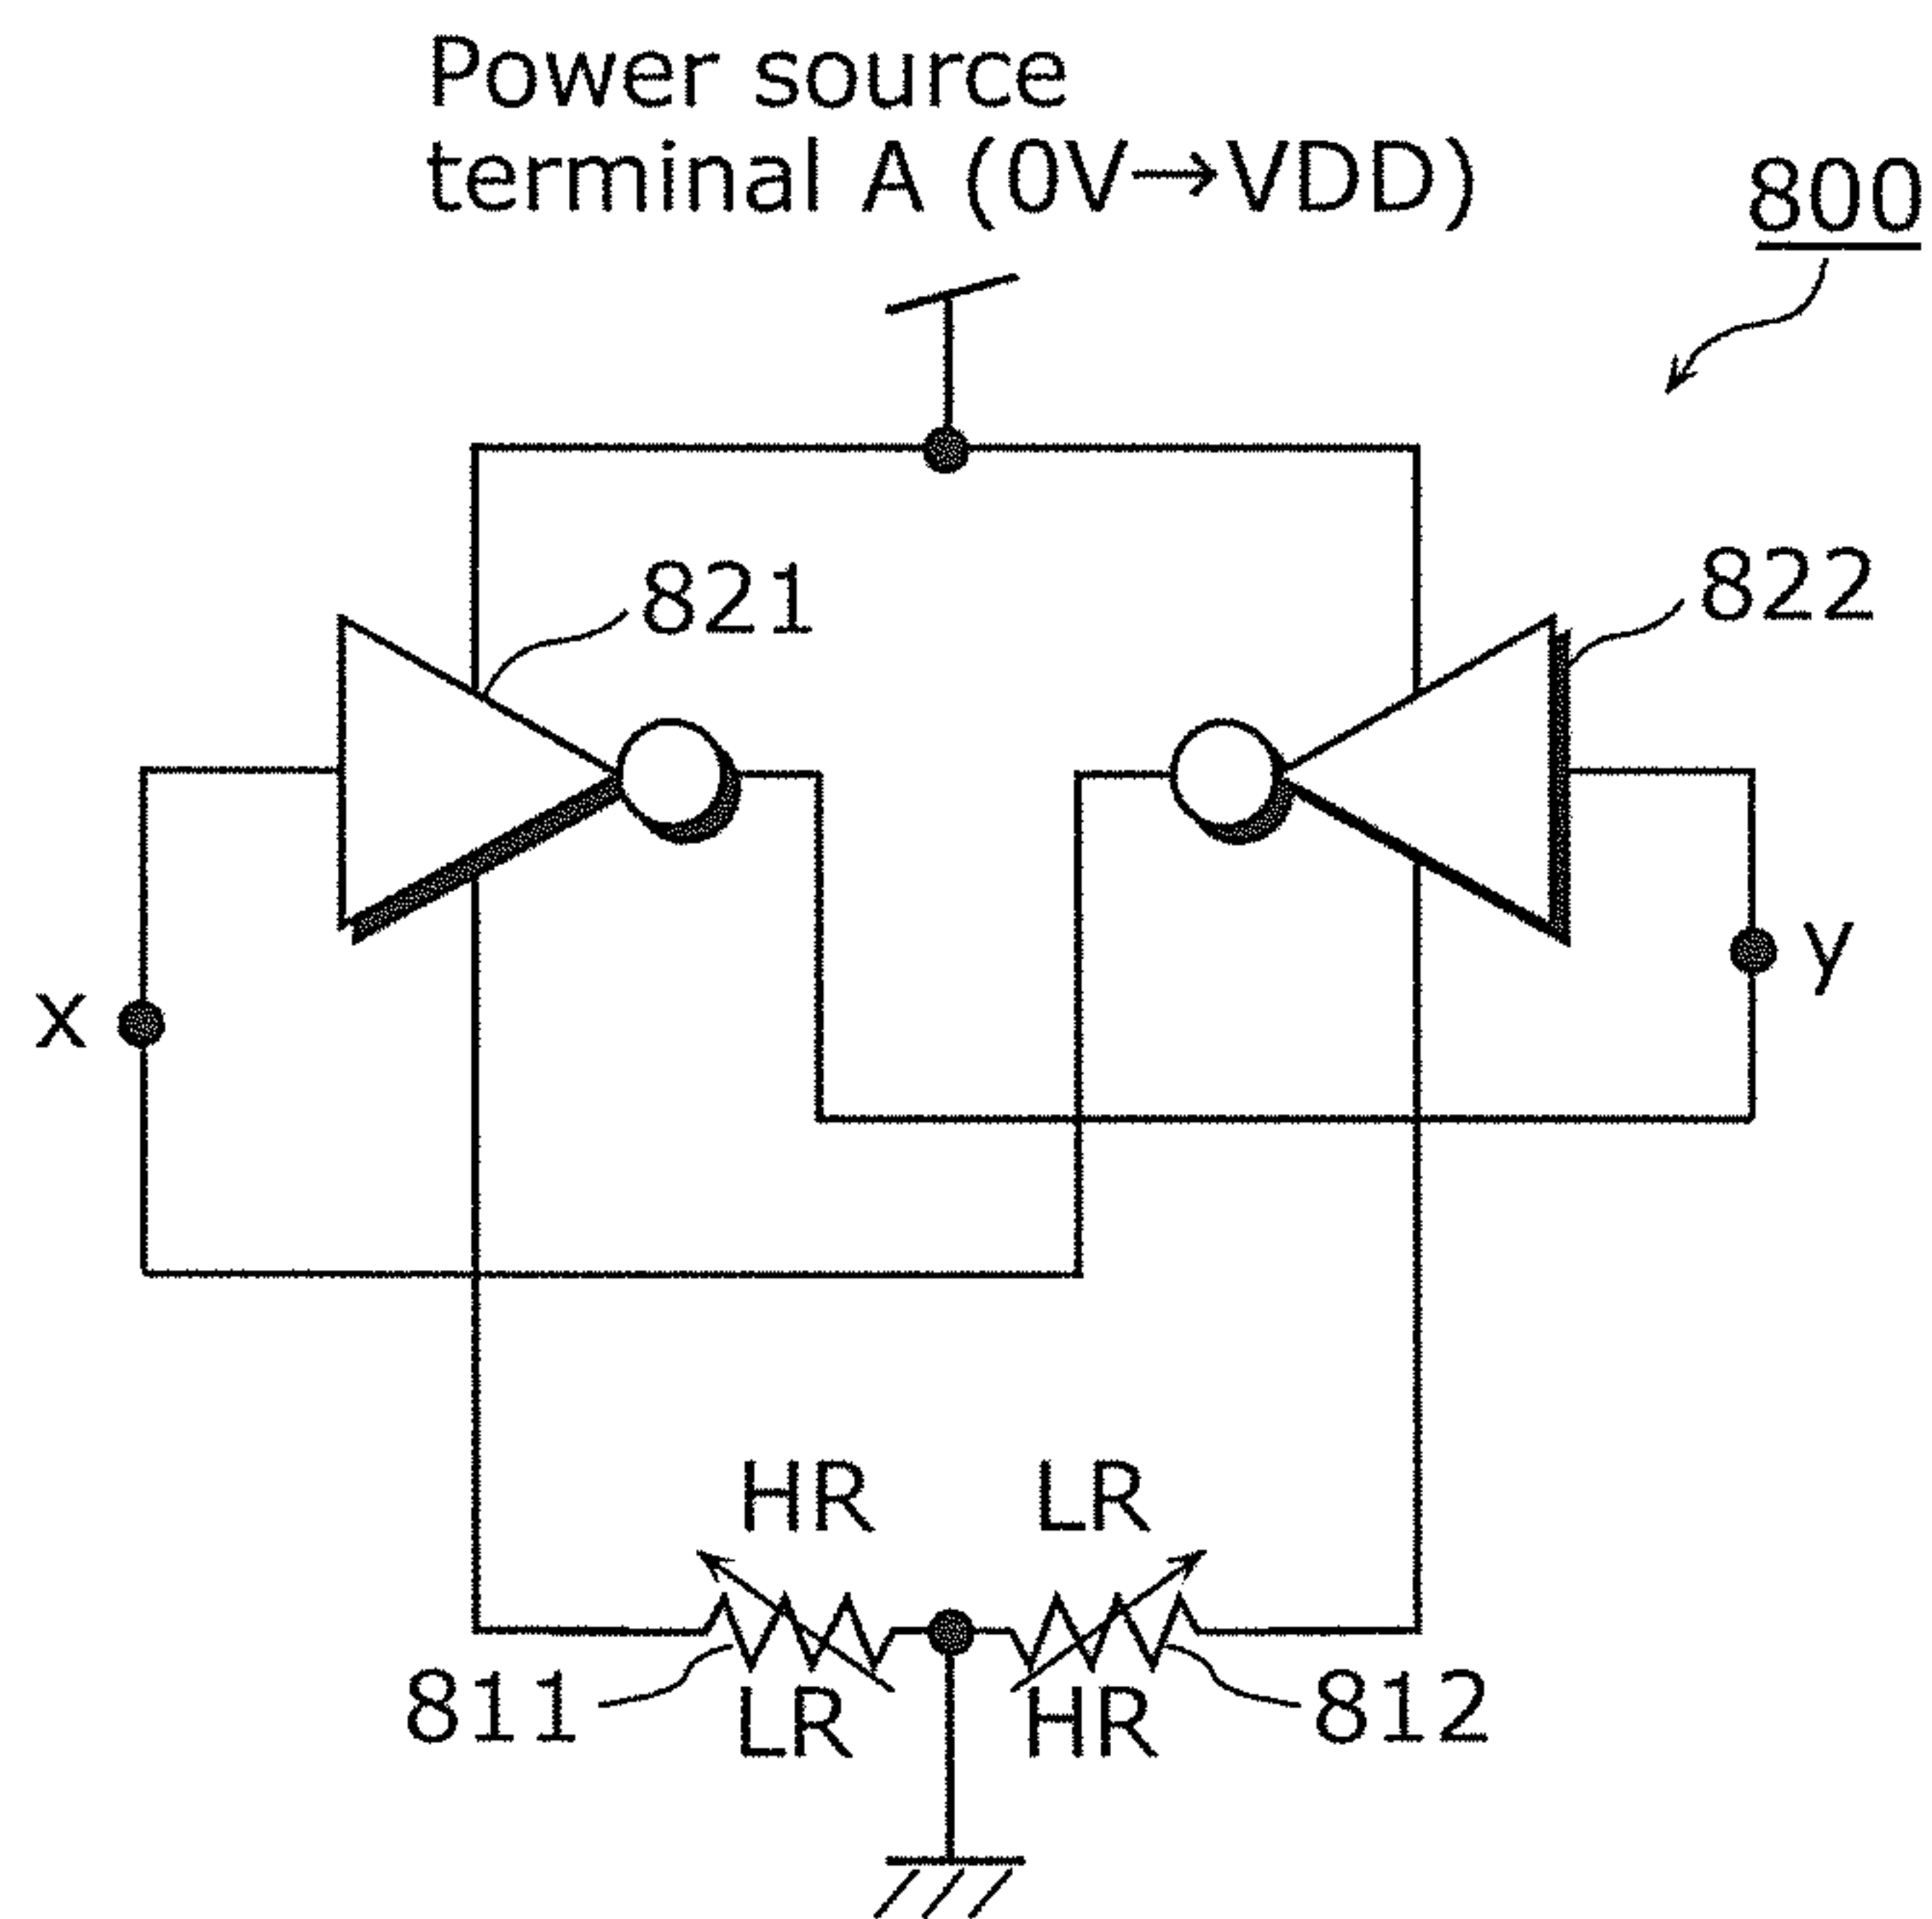 Power source
terminal A (0V→VDD)
800
821
822
x
y
HR
LR
811
LR
HR
812